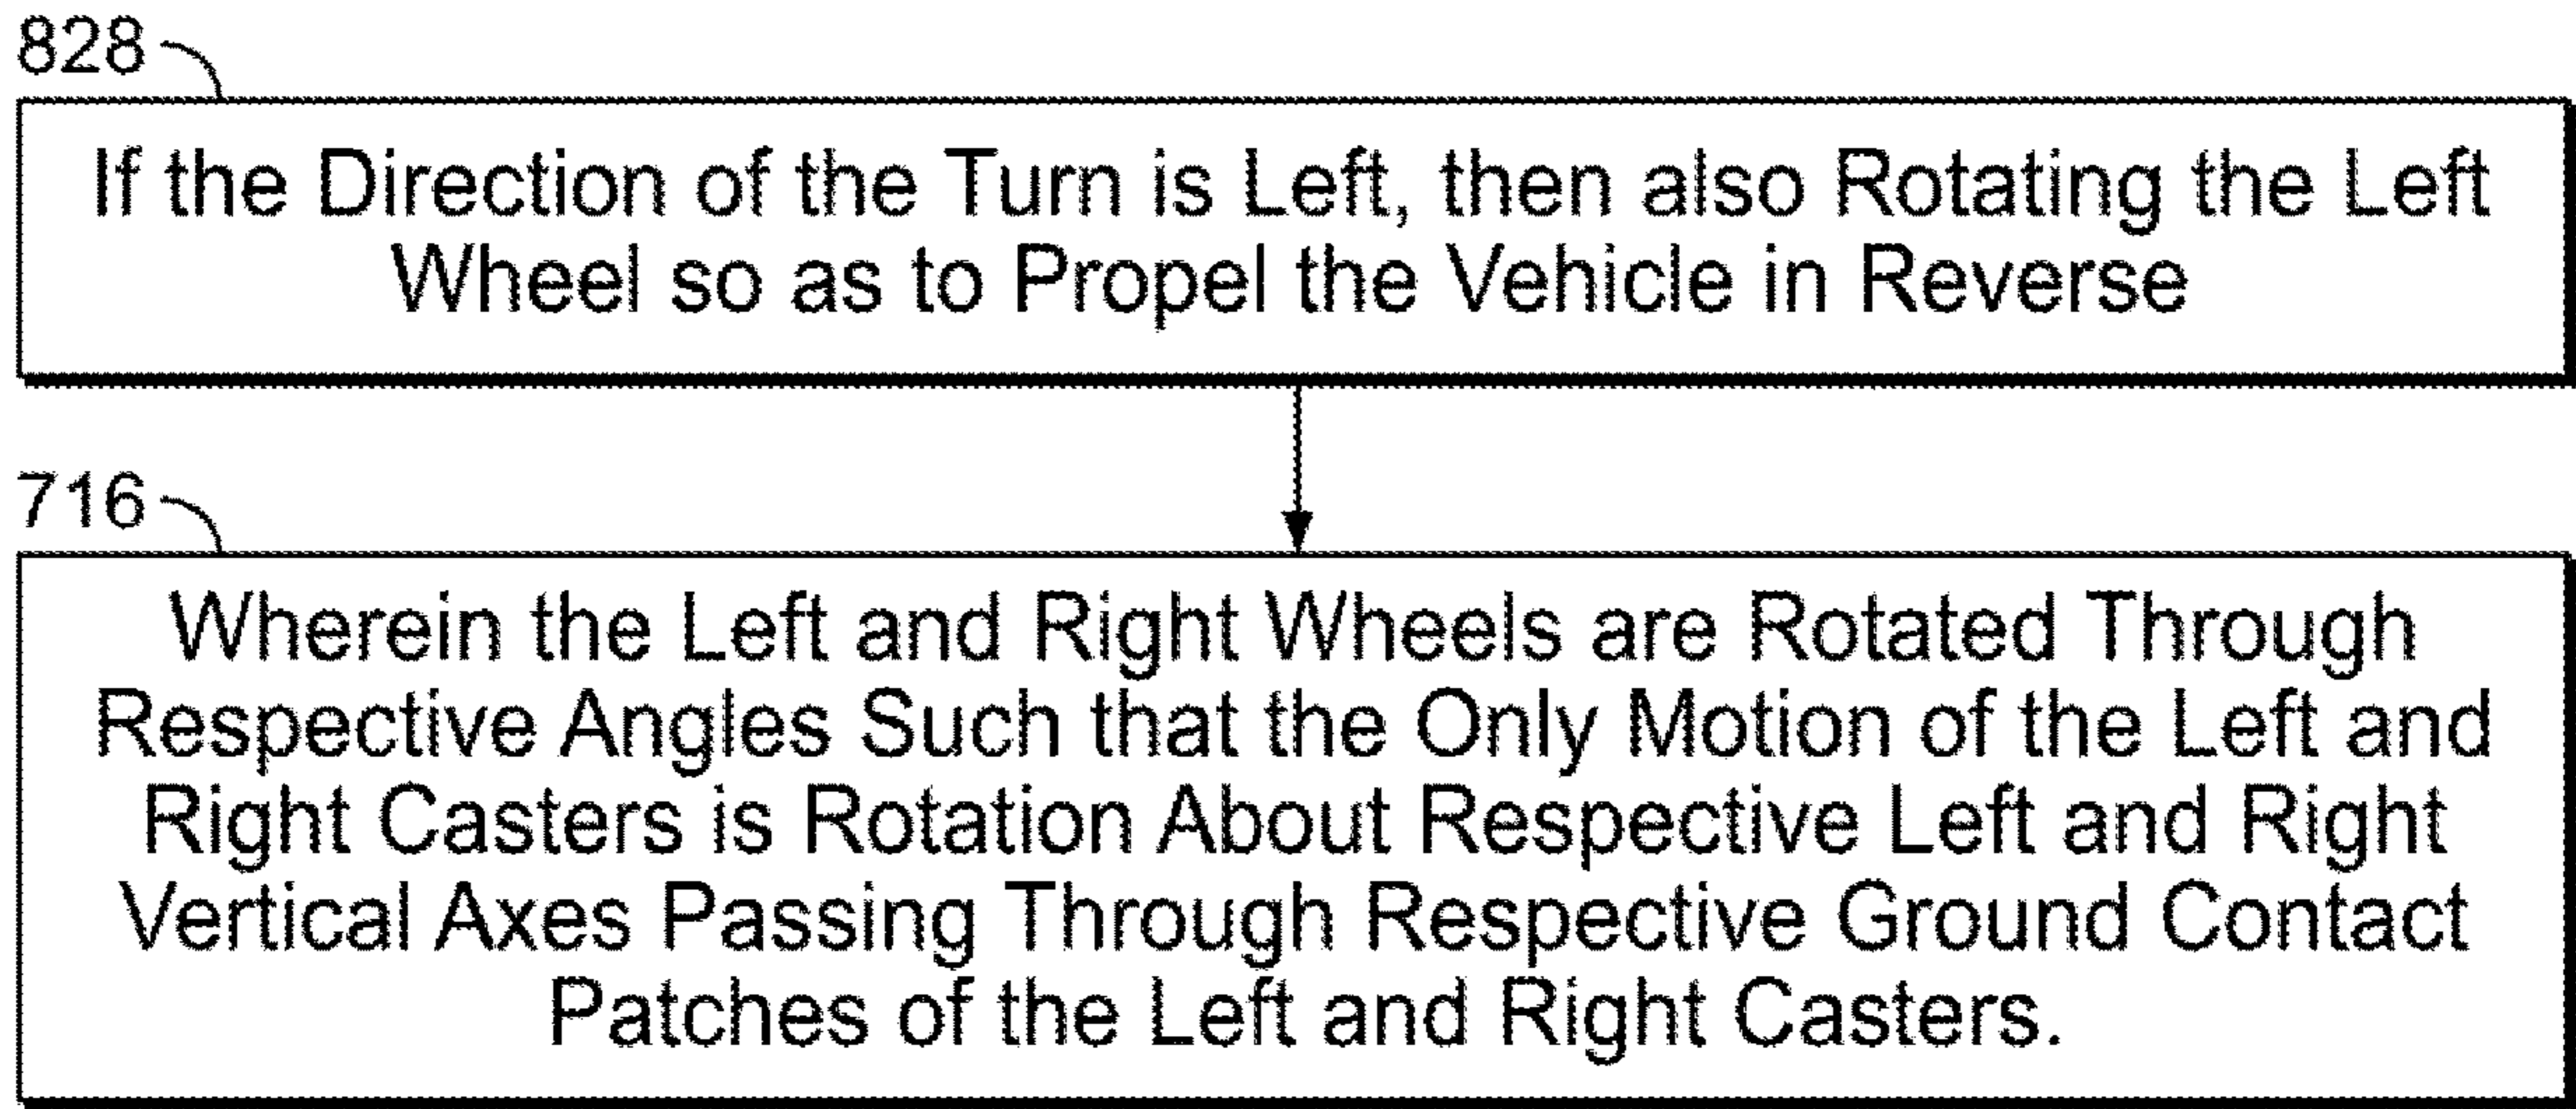 828
If the Direction of the Turn is Left, then also Rotating the Left
Wheel so as to Propel the Vehicle in Reverse
716
Wherein the Left and Right Wheels are Rotated Through
Respective Angles Such that the Only Motion of the Left and
Right Casters is Rotation About Respective Left and Right
Vertical Axes Passing Through Respective Ground Contact
Patches of the Left and Right Casters.